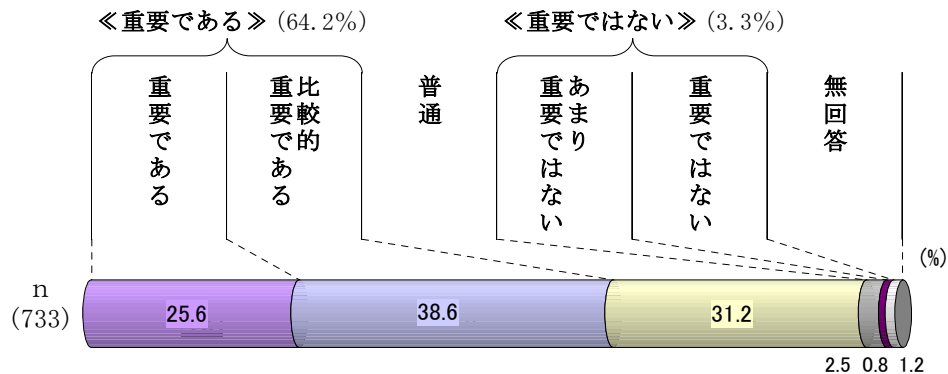 ≪重要である≫ (64.2%)
≪重要ではない≫ (3.3%)
重要である
比較的
重要である
普通
あまり
重要ではない
重要ではない
無回答
(%)
n
(733)
25.6
38.6
31.2
2.5
0.8
1.2